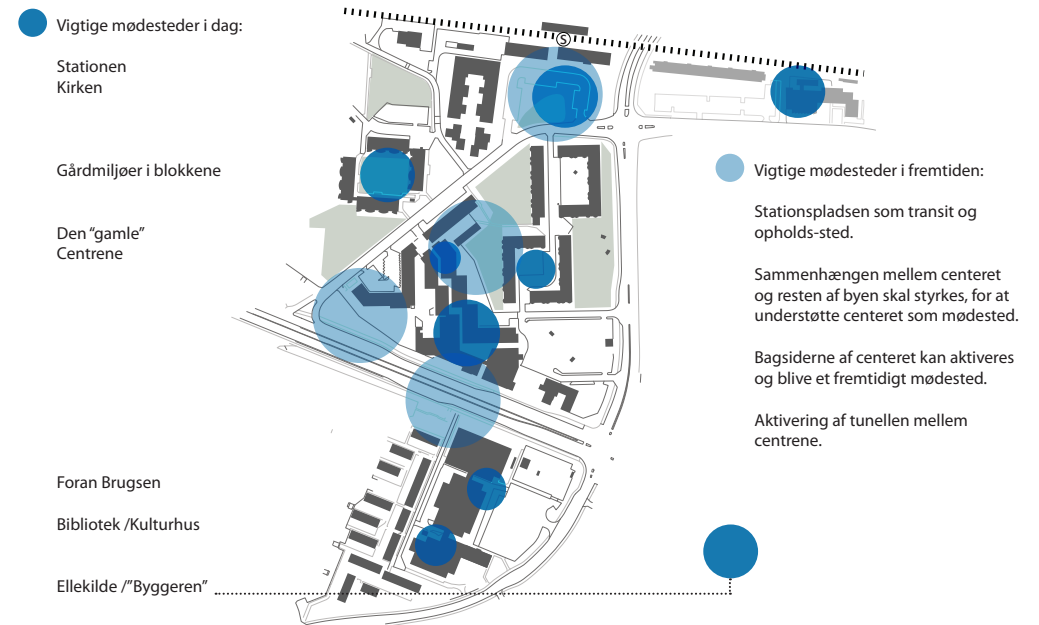 Vigtige mødesteder i dag:
Stationen
Kirken
Gårdmiljøer i blokkene
Den “gamle”
Centrene
Foran Brugsen
Bibliotek /Kulturhus
Ellekilde /”Byggeren”
S
Vigtige mødesteder i fremtiden:
Stationspladsen som transit og
opholds-sted.
Sammenhængen mellem centeret
og resten af byen skal styrkes, for at
understøtte centeret som mødested.
Bagsiderne af centeret kan aktiveres
og blive et fremtidigt mødested.
Aktivering af tunellen mellem
centrene.